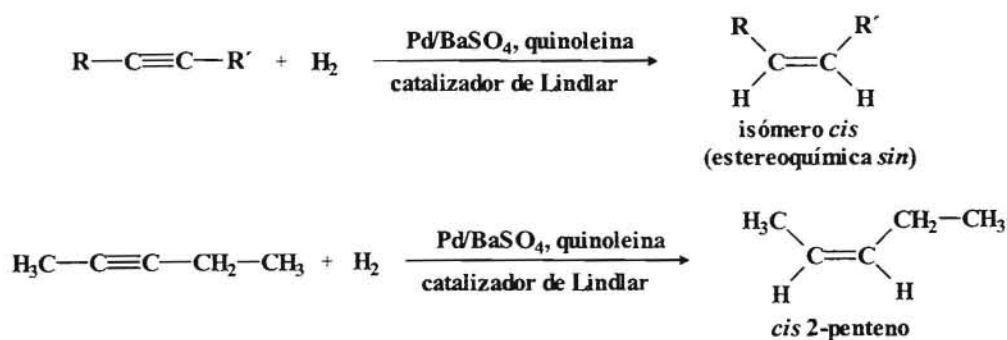 R—C≡C—R´ + H₂ Pd/BaSO₄, quinoleina
catalizador de Lindlar
R R´
C=C
H H
isómero cis
(estereoquímica sin)
H₃C—C≡C—CH₂—CH₃ + H₂ Pd/BaSO₄, quinoleina
catalizador de Lindlar
H₃C CH₂—CH₃
C=C
H H
cis 2-penteno